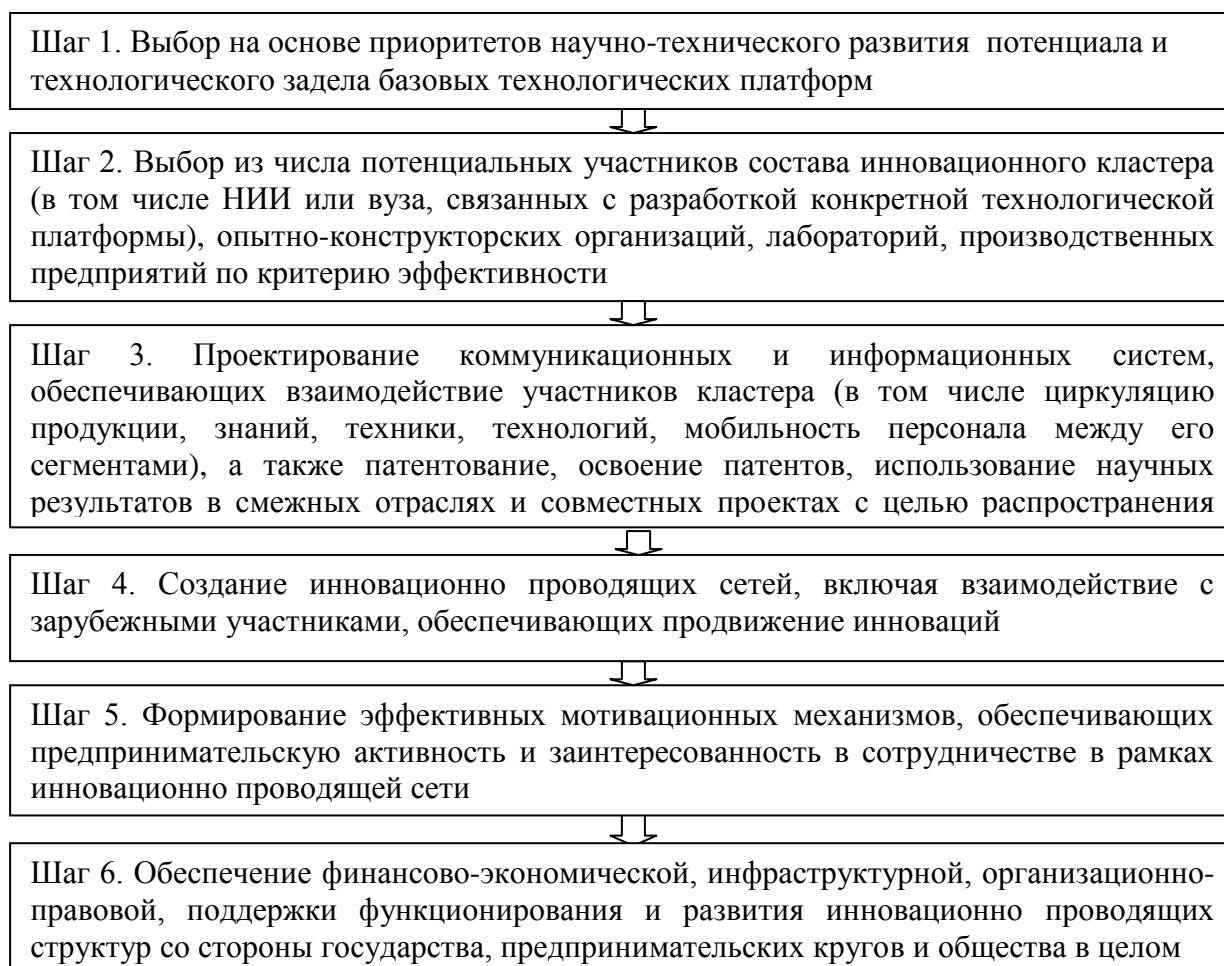 Шаг 1. Выбор на основе приоритетов научно-технического развития потенциала и
технологического задела базовых технологических платформ
Шаг 2. Выбор из числа потенциальных участников состава инновационного кластера
(в том числе НИИ или вуза, связанных с разработкой конкретной технологической
платформы), опытно-конструкторских организаций, лабораторий, производственных
предприятий по критерию эффективности
Шаг 3. Проектирование коммуникационных и информационных систем,
обеспечивающих взаимодействие участников кластера (в том числе циркуляцию
продукции, знаний, техники, технологий, мобильность персонала между его
сегментами), а также патентование, освоение патентов, использование научных
результатов в смежных отраслях и совместных проектах с целью распространения
Шаг 4. Создание инновационно проводящих сетей, включая взаимодействие с
зарубежными участниками, обеспечивающих продвижение инноваций
Шаг 5. Формирование эффективных мотивационных механизмов, обеспечивающих
предпринимательскую активность и заинтересованность в сотрудничестве в рамках
инновационно проводящей сети
Шаг 6. Обеспечение финансово-экономической, инфраструктурной, организационно-
правовой, поддержки функционирования и развития инновационно проводящих
структур со стороны государства, предпринимательских кругов и общества в целом